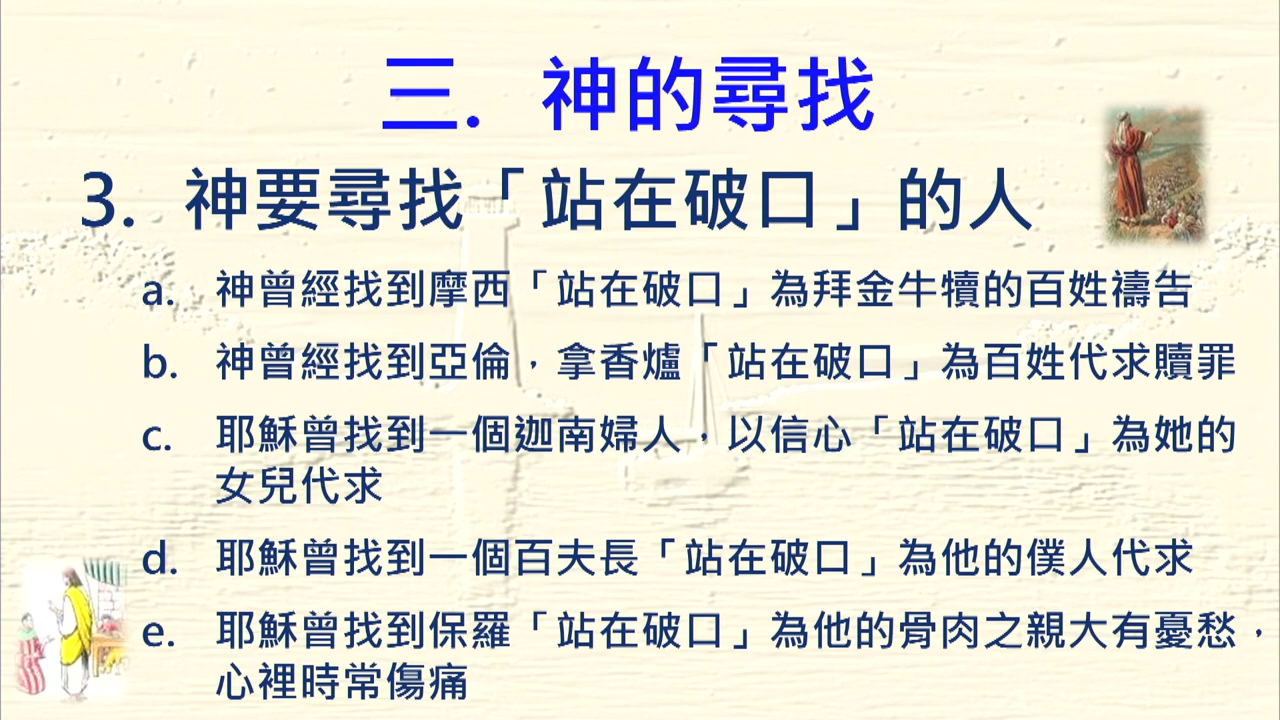 三. 神的尋找
3. 神要尋找「站在破口」的人
a. 神曾經找到摩西「站在破口」為拜金牛犢的百姓禱告
b. 神曾經找到亞倫，拿香爐「站在破口」為百姓代求贖罪
c. 耶穌曾找到一個迦南婦人，以信心「站在破口」為她的
女兒代求
d. 耶穌曾找到一個百夫長「站在破口」為他的僕人代求
e. 耶穌曾找到保羅「站在破口」為他的骨肉之親大有憂愁，
心裡時常傷痛